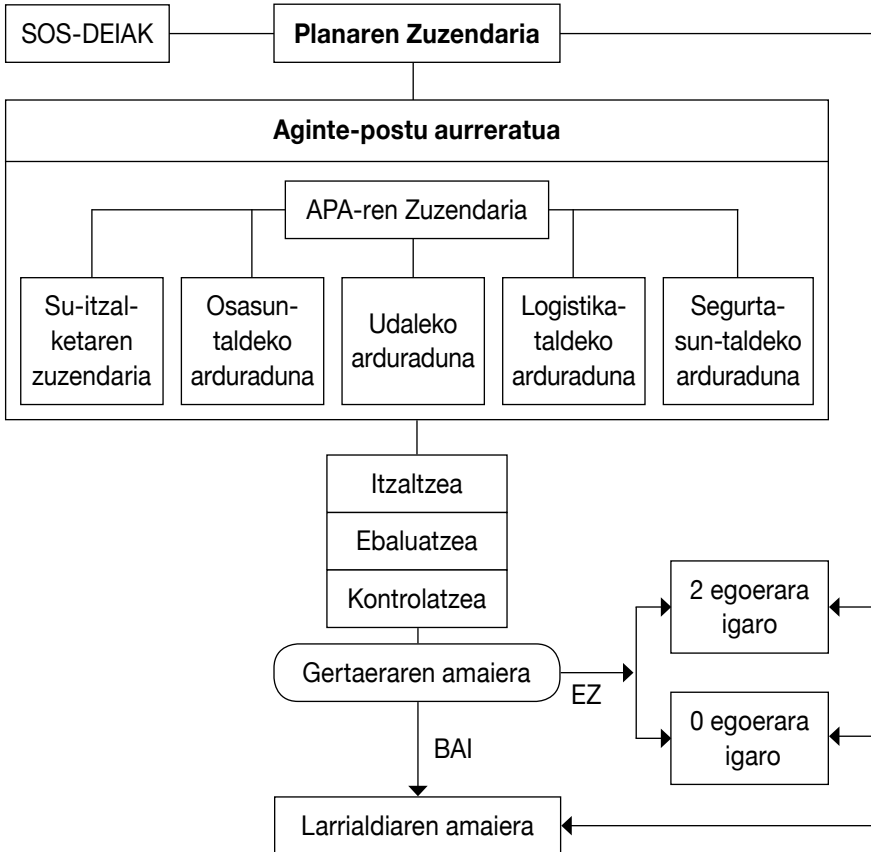 SOS-DEIAK
Planaren Zuzendaria
Aginte-postu aurreratua
APA-ren Zuzendaria
Su-itzal-
ketaren
zuzendaria
Osasun-
taldeko
arduraduna
Udaleko
arduraduna
Logistika-
taldeko
arduraduna
Segurta-
sun-taldeko
arduraduna
Itzaltzea
Ebaluatzea
Kontrolatzea
Gertaeraren amaiera
EZ
2 egoerara
igaro
0 egoerara
igaro
BAI
Larrialdiaren amaiera